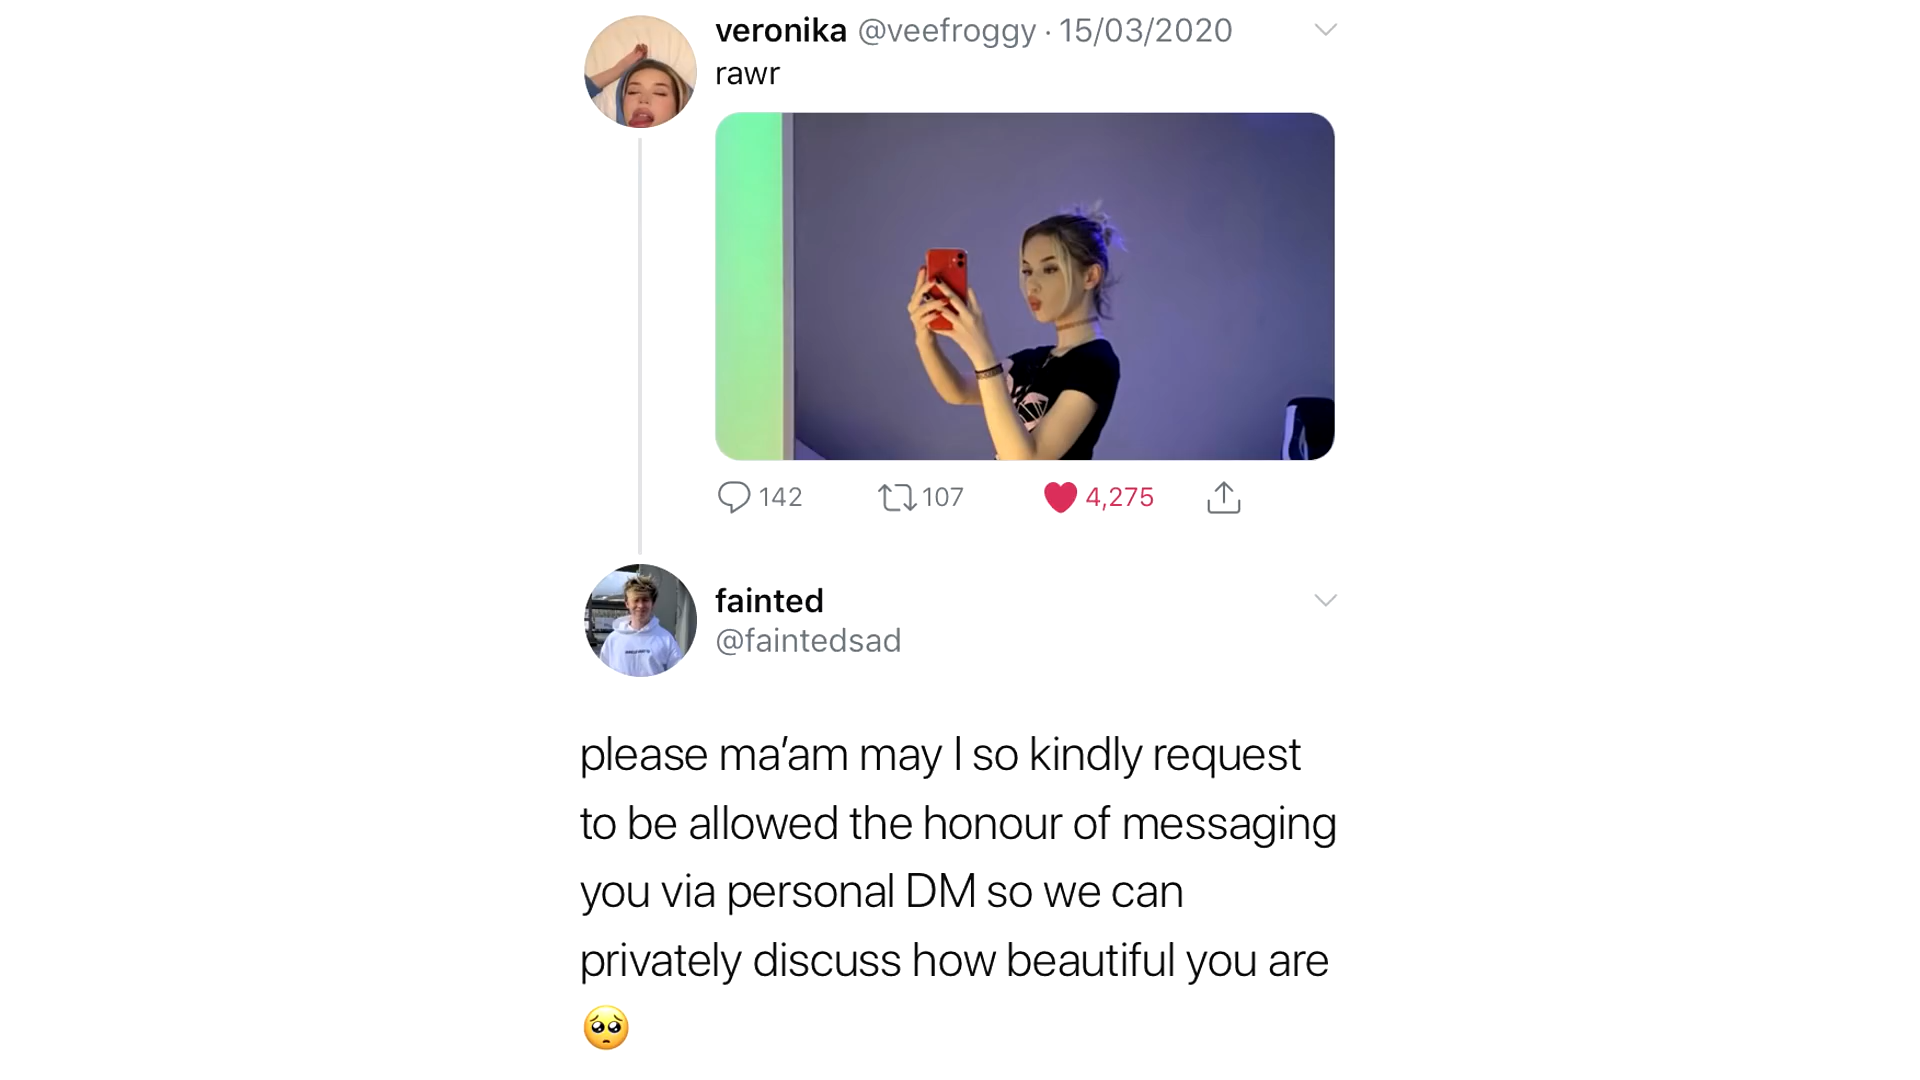 veronika @veefroggy · 15/03/2020
rawr
142 107 4,275
fainted
@faintedsad
please ma’am may I so kindly request
to be allowed the honour of messaging
you via personal DM so we can
privately discuss how beautiful you are
🥺